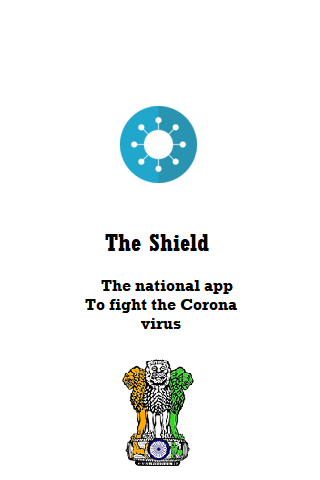 The Shield
The national app
To fight the Corona
virus